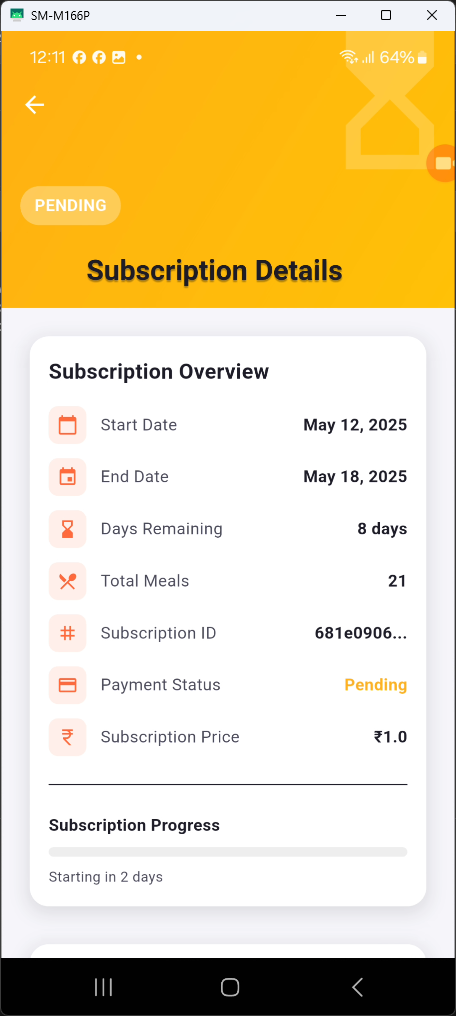 SM-M166P
12:11 64%
PENDING
Subscription Details
Subscription Overview
Start Date May 12, 2025
End Date May 18, 2025
Days Remaining 8 days
Total Meals 21
Subscription ID 681e0906...
Payment Status Pending
Subscription Price ₹1.0
Subscription Progress
Starting in 2 days